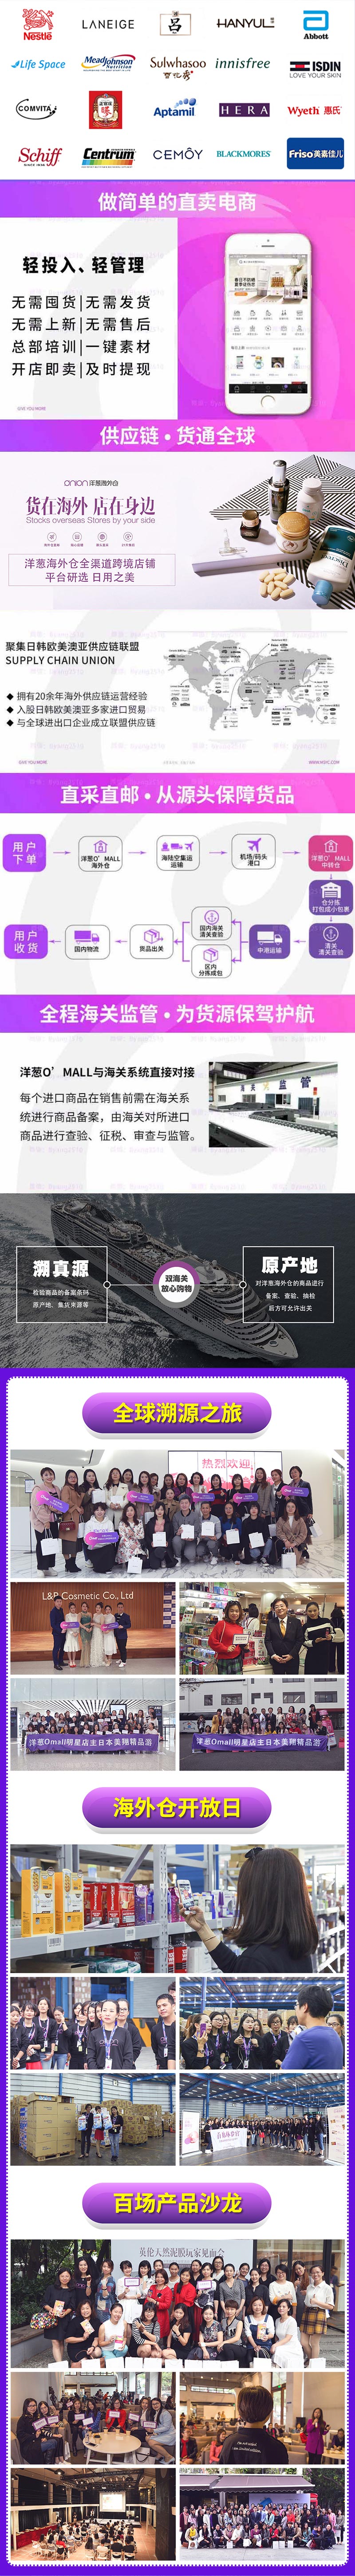 Nestlé
LANEIGE
呂
HANYUL
Abbott
Life Space
MeadJohnson
Nutrition
Sulwhasoo
innisfree
ISDIN
LOVE YOUR SKIN
COMVITA
Aptamil
HERA
Wyeth 惠氏
Schiff
Centrum
CEMOY
BLACKMORES
Friso美素佳儿
做简单的直卖电商
轻投入、轻管理
无需囤货|无需发货
无需上新|无需售后
总部培训|一键素材
开店即卖|及时提现
GIVE YOU MORE
供应链·货通全球
onion 洋葱海外仓
货在海外 店在身边
Stocks overseas Stores by your side
洋葱海外仓全渠道跨境店铺
平台研选 日用之美
聚集日韩欧美澳亚供应链联盟
SUPPLY CHAIN UNION
◆ 拥有20余年海外供应链运营经验
◆ 入股日韩欧美澳亚多家进口贸易
◆ 与全球进出口企业成立联盟供应链
GIVE YOU MORE
直采直邮·从源头保障货品
用户
下单
洋葱O'MALL
海外仓
海陆空集运
运输
机场/码头
港口
洋葱O'MALL
中转仓
仓分拣
打包成小包裹
清关
清关查验
中港运输
国内海关
清关查验
区内
分拣成包
货品出关
国内物流
用户
收货
全程海关监管·为货源保驾护航
洋葱O'MALL与海关系统直接对接
每个进口商品在销售前需在海关系
统进行商品备案，由海关对所进口
商品进行查验、征税、审查与监管。
海关监管
溯真源
检验商品的备案条码
原产地、集货来源等
双海关
放心购物
原产地
对洋葱海外仓的商品进行
备案、查验、抽检
后方可允许出关
全球溯源之旅
热烈欢迎
L&P Cosmetic Co., Ltd
洋葱Omall明星店主日本美翔精品游
洋葱Omall明星店主日本美翔精品游
海外仓开放日
百场产品沙龙
英伦天然泥膜玩家见面会